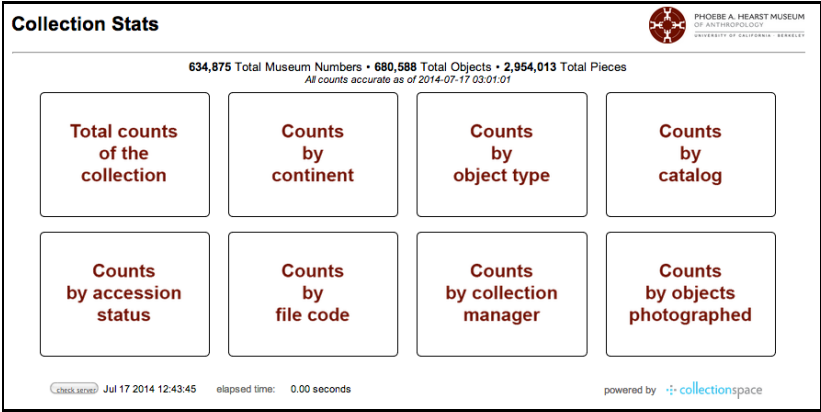 Collection Stats
PHOEBE A. HEARST MUSEUM
OF ANTHROPOLOGY
UNIVERSITY OF CALIFORNIA · BERKELEY
634,875 Total Museum Numbers • 680,588 Total Objects • 2,954,013 Total Pieces
All counts accurate as of 2014-07-17 03:01:01
Total counts
of the
collection
Counts
by
continent
Counts
by
object type
Counts
by
catalog
Counts
by accession
status
Counts
by
file code
Counts
by collection
manager
Counts
by objects
photographed
check server Jul 17 2014 12:43:45 elapsed time: 0.00 seconds
powered by collectionspace